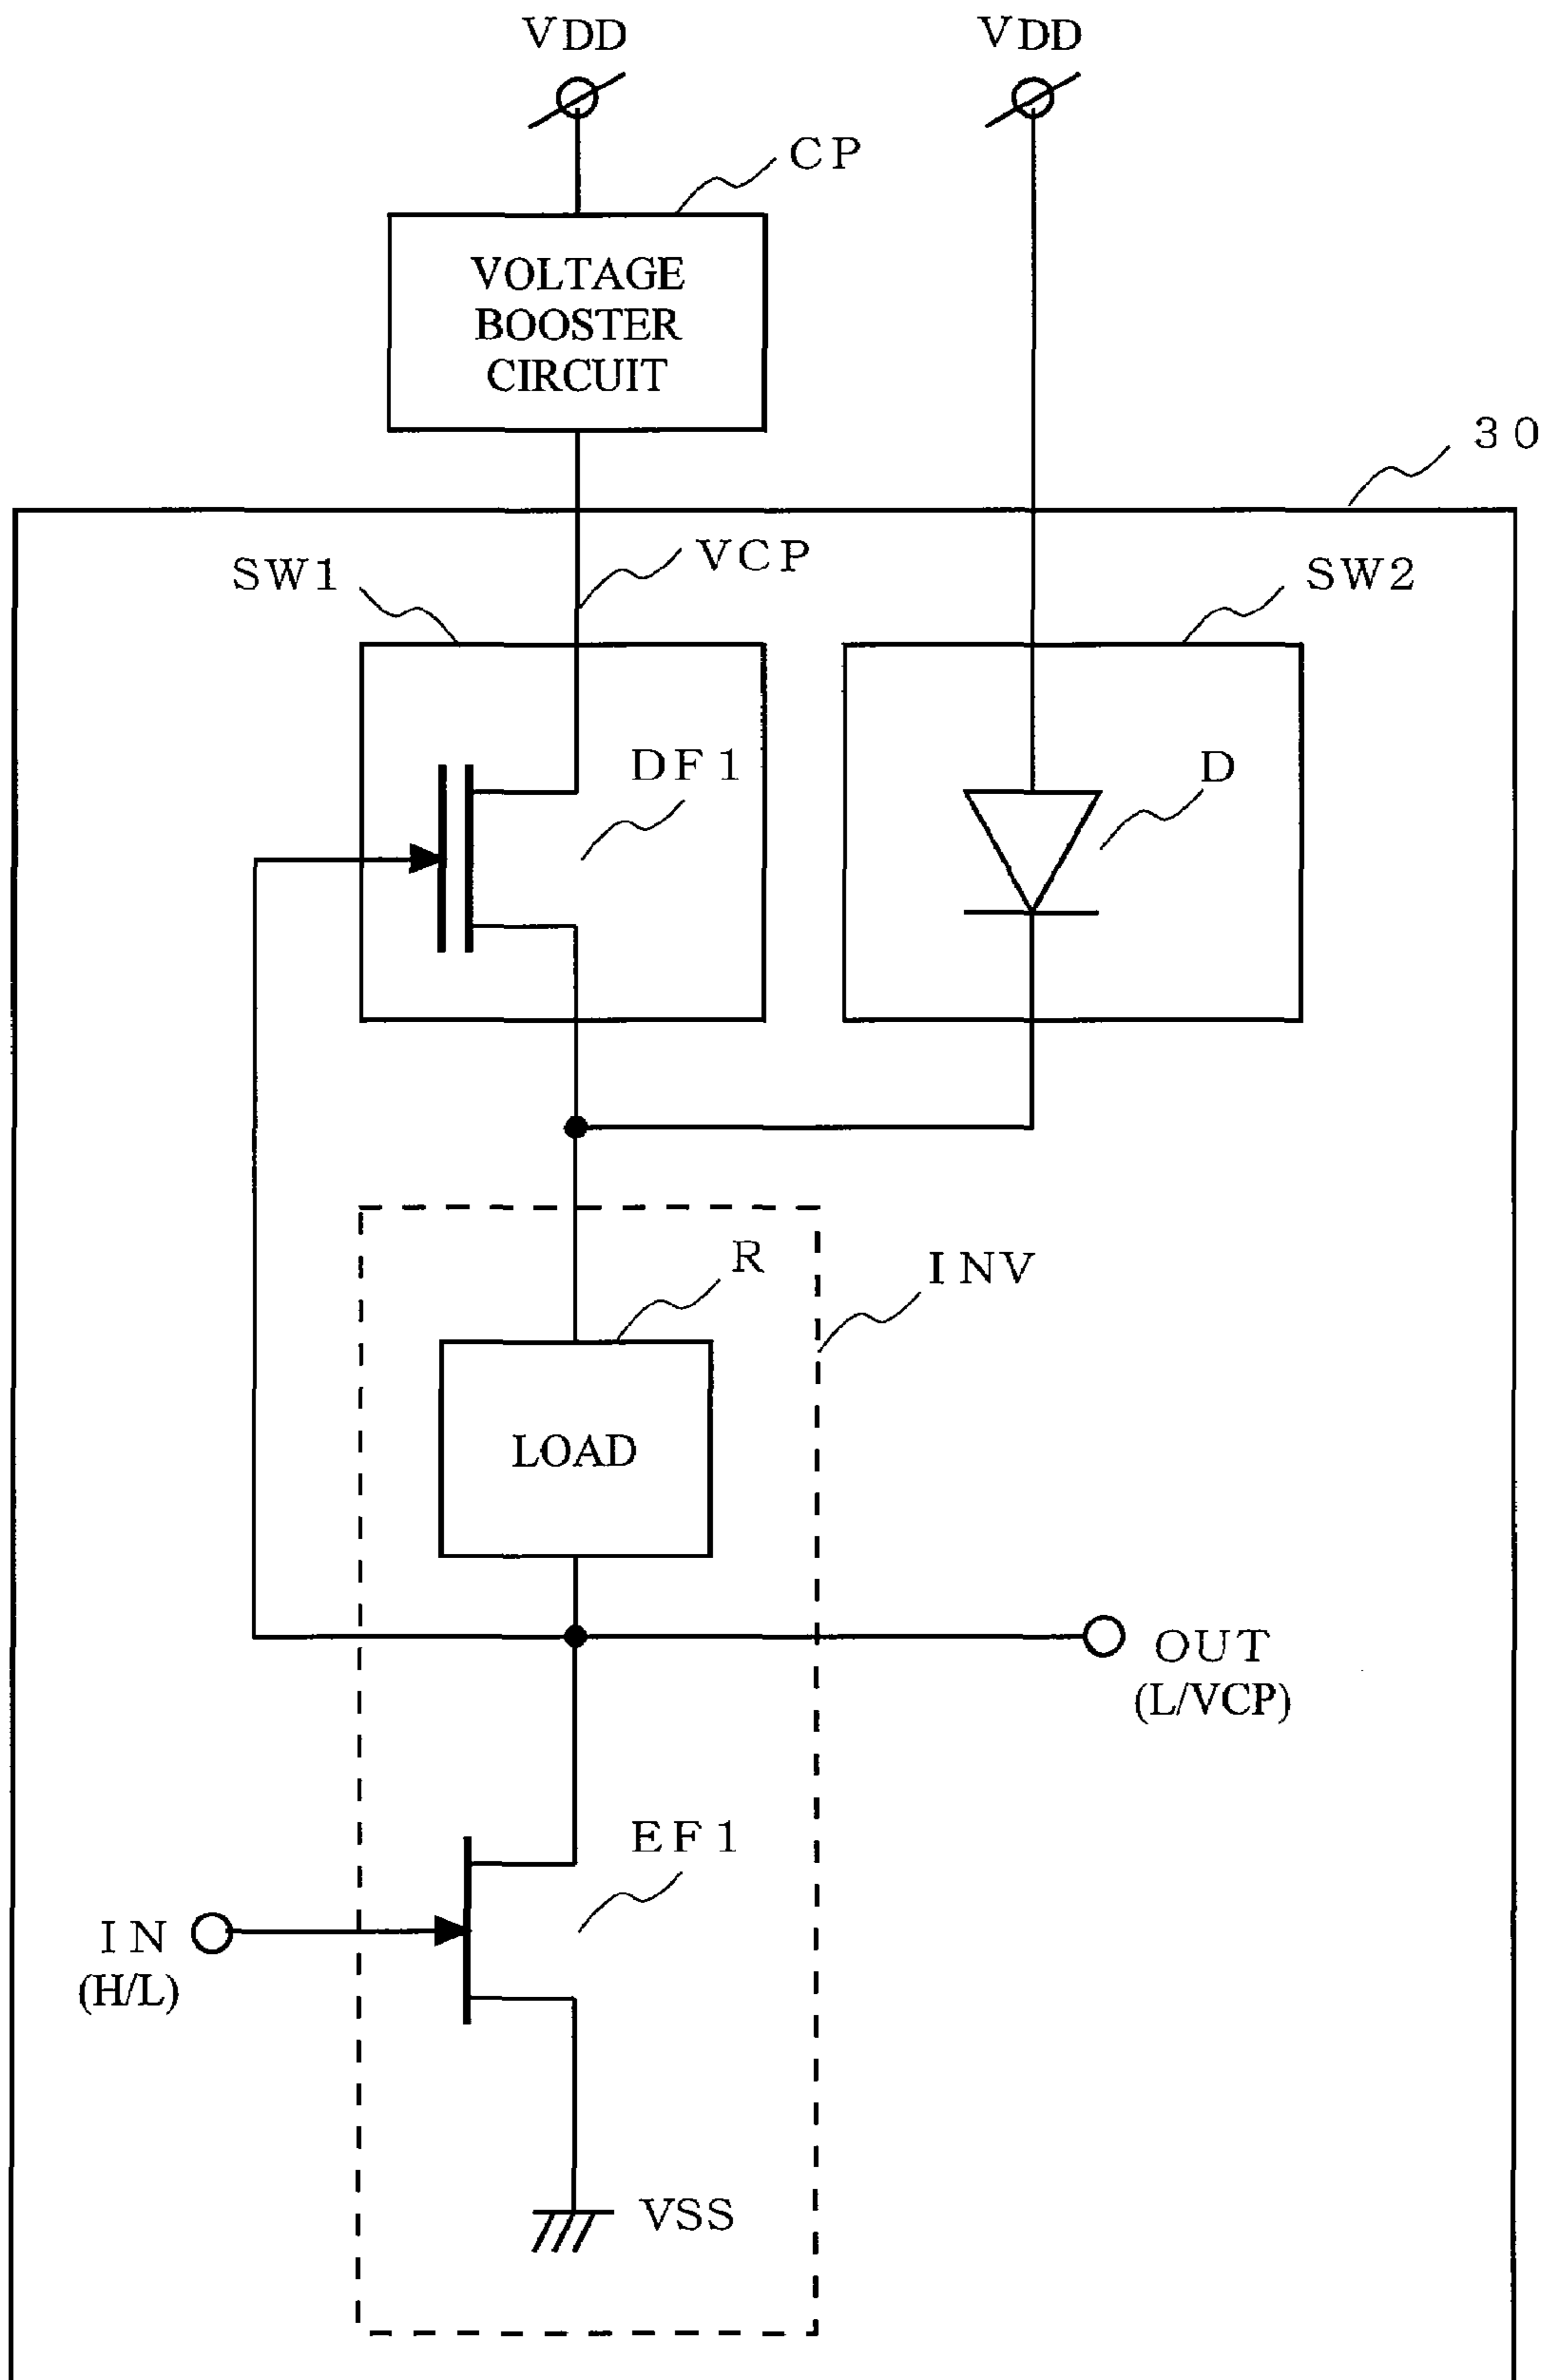 VDD
VDD
CP
VOLTAGE
BOOSTER
CIRCUIT
30
SW1
VCP
SW2
DF1
D
R
INV
LOAD
OUT
(L/VCP)
EF1
IN
(H/L)
VSS